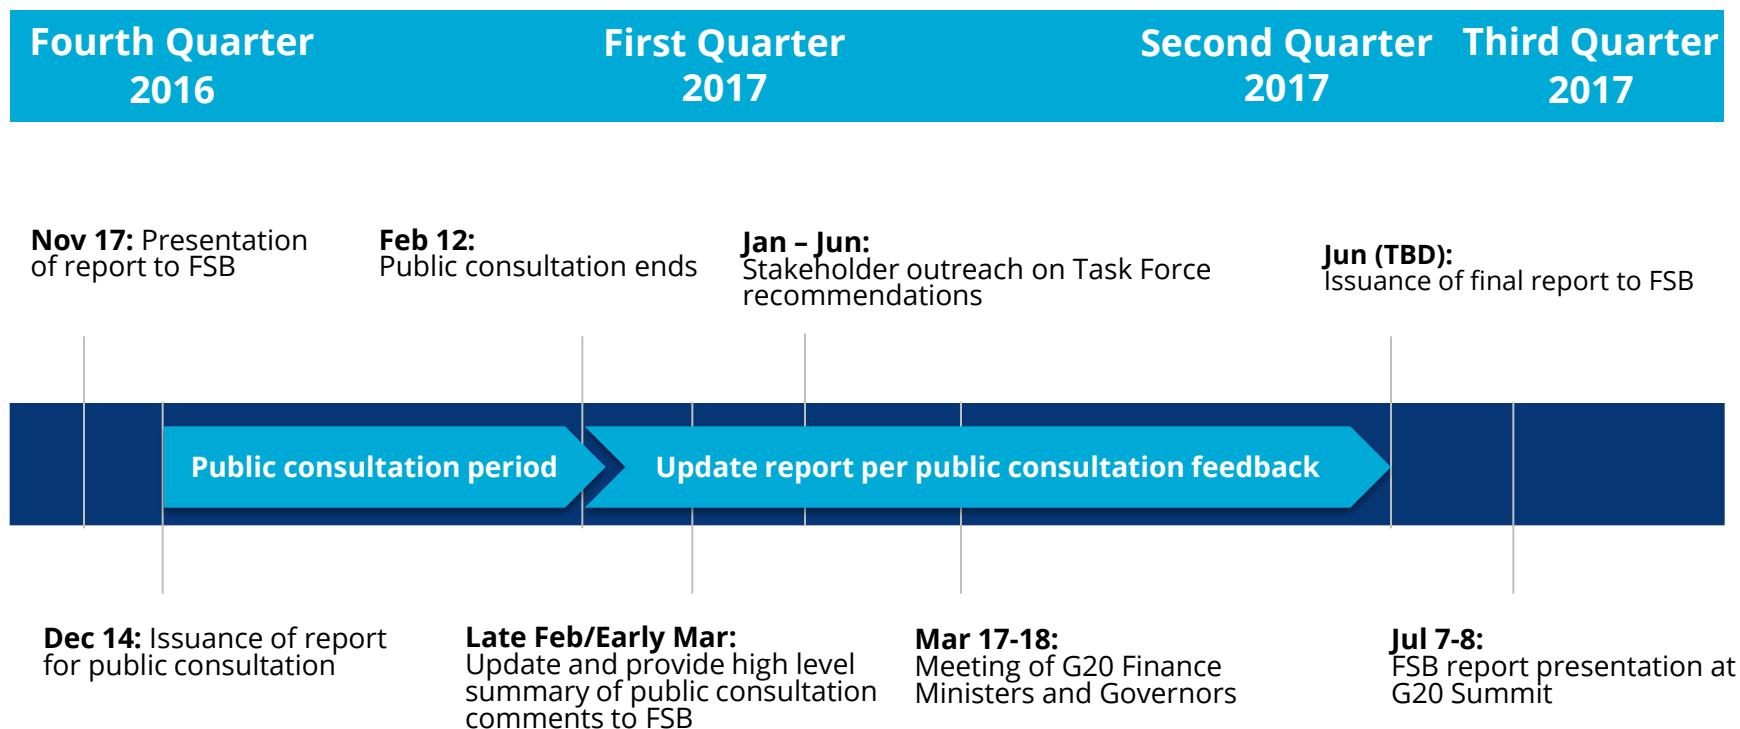 Fourth Quarter
2016
First Quarter
2017
Second Quarter
2017
Third Quarter
2017
Nov 17: Presentation
of report to FSB
Feb 12:
Public consultation ends
Jan – Jun:
Stakeholder outreach on Task Force
recommendations
Jun (TBD):
Issuance of final report to FSB
Public consultation period
Update report per public consultation feedback
Dec 14: Issuance of report
for public consultation
Late Feb/Early Mar:
Update and provide high level
summary of public consultation
comments to FSB
Mar 17-18:
Meeting of G20 Finance
Ministers and Governors
Jul 7-8:
FSB report presentation at
G20 Summit